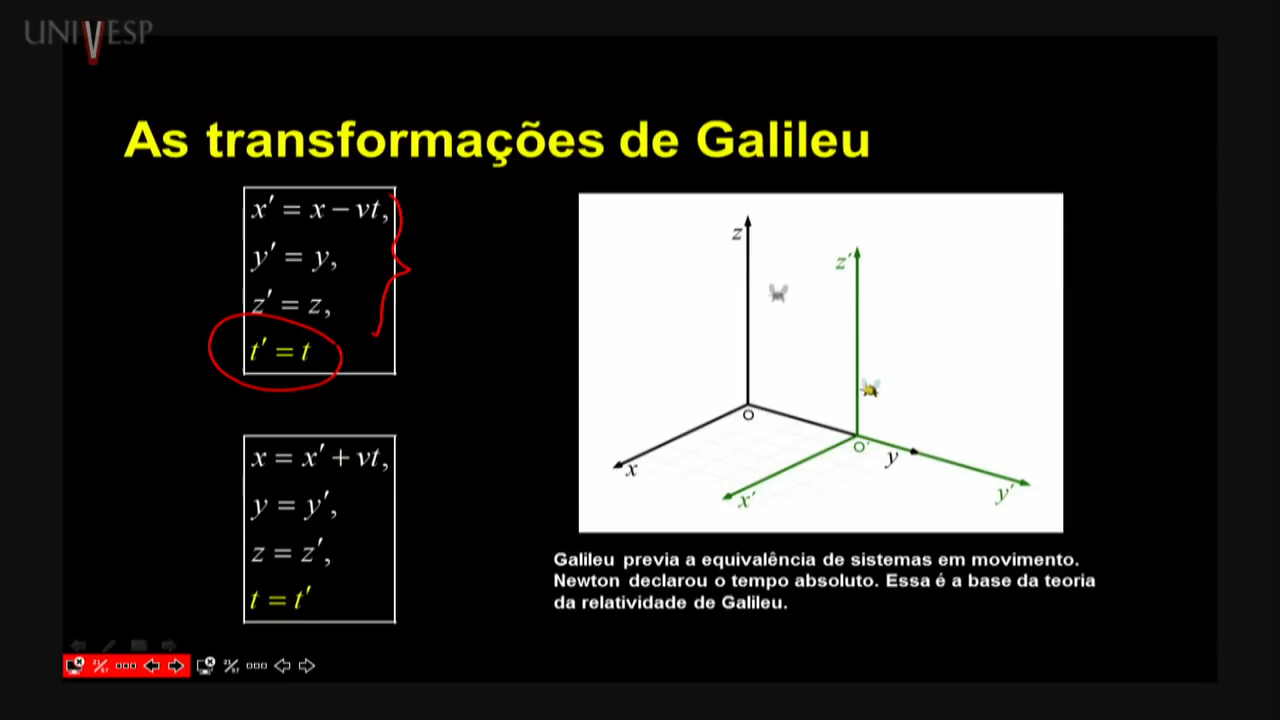 UNIVESP
As transformações de Galileu
x′ = x − vt,
y′ = y,
z′ = z,
t′ = t
x = x′ + vt,
y = y′,
z = z′,
t = t′
z
z′
O
O′
x
y
x′
y′
Galileu previa a equivalência de sistemas em movimento.
Newton declarou o tempo absoluto. Essa é a base da teoria
da relatividade de Galileu.